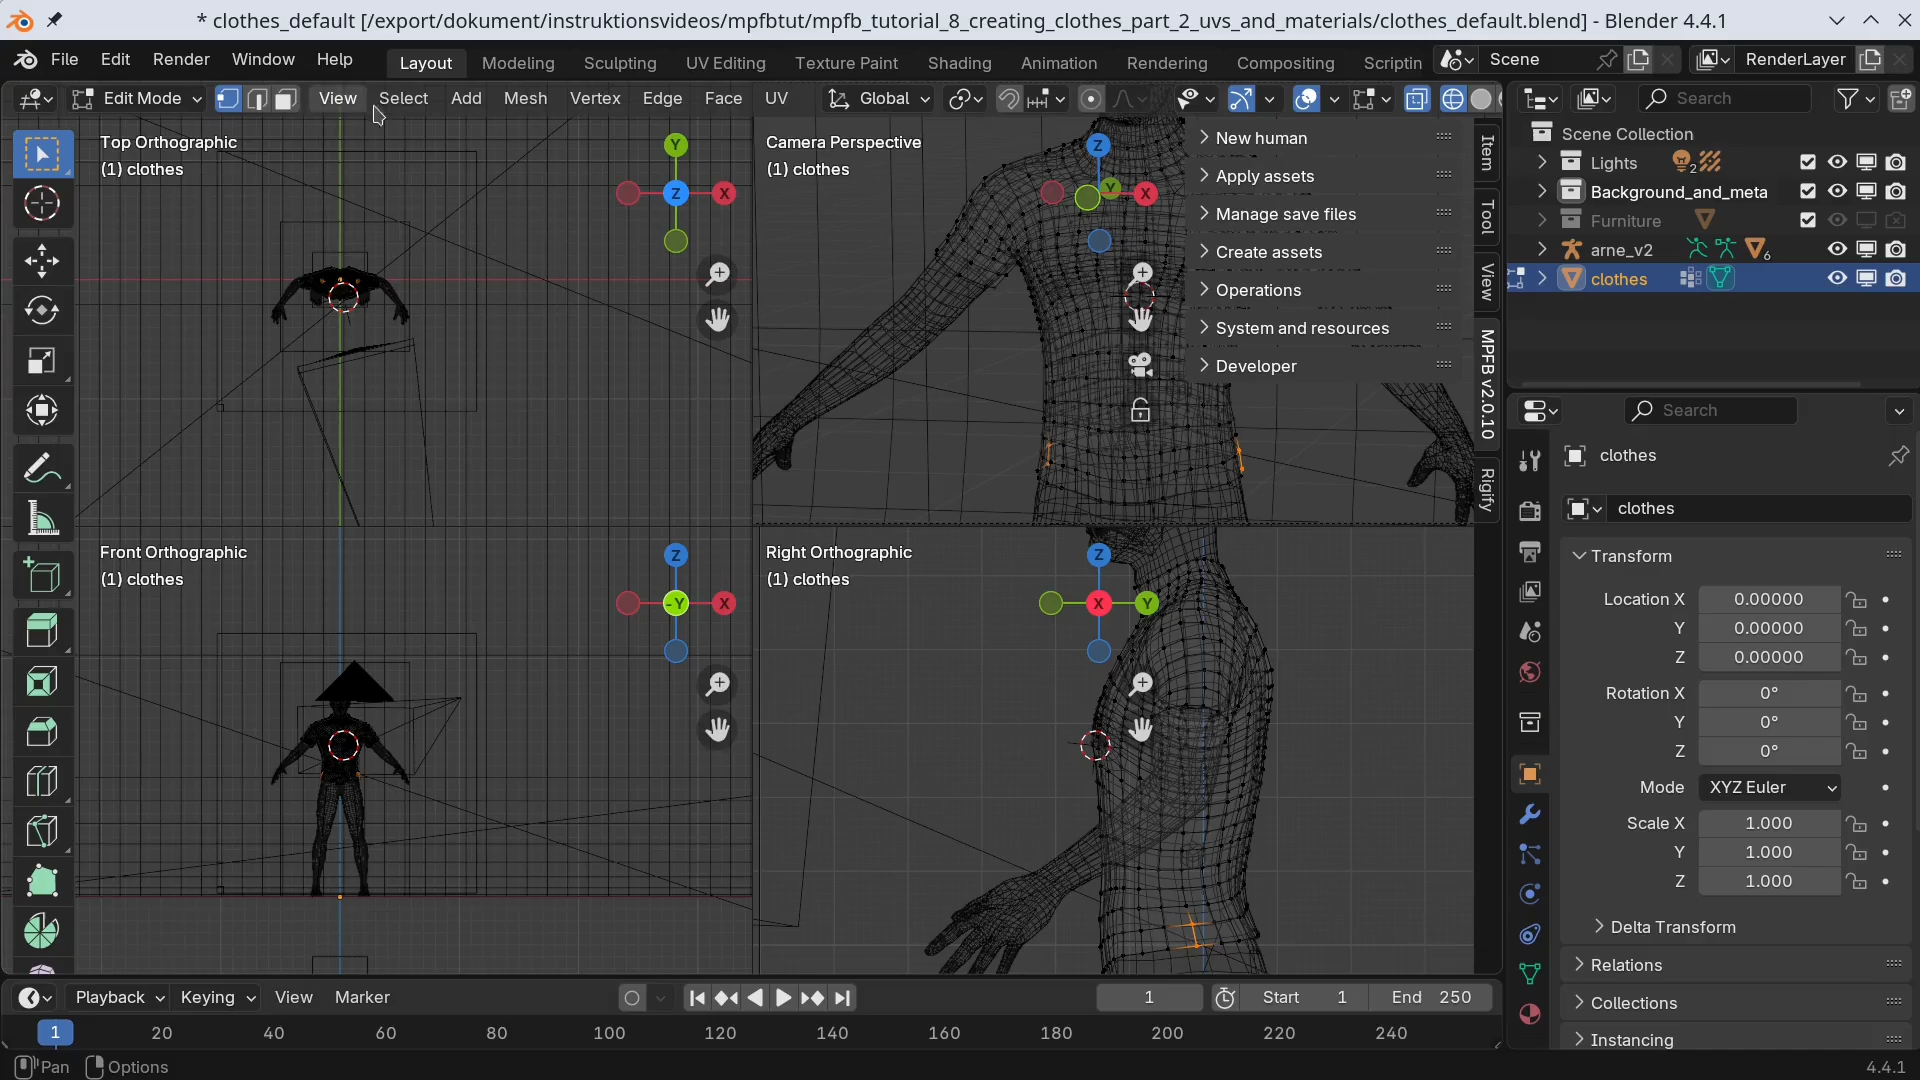 * clothes_default [/export/dokument/instruktionsvideos/mpfbtut/mpfb_tutorial_8_creating_clothes_part_2_uvs_and_materials/clothes_default.blend] - Blender 4.4.1
File Edit Render Window Help Layout Modeling Sculpting UV Editing Texture Paint Shading Animation Rendering Compositing Scriptin Scene RenderLayer
Edit Mode View Select Add Mesh Vertex Edge Face UV Global Search
Top Orthographic
(1) clothes
Y
Z
X
Camera Perspective
(1) clothes
Z
Y
X
New human
Apply assets
Manage save files
Create assets
Operations
System and resources
Developer
Item
Tool
View
MPFB v2.0.10
Rigify
Front Orthographic
(1) clothes
Z
-Y
X
Right Orthographic
(1) clothes
Z
X
Y
Scene Collection
Lights 2
Background_and_meta
Furniture
arne_v2 6
clothes
Search
clothes
clothes
Transform
Location X 0.00000
Y 0.00000
Z 0.00000
Rotation X 0°
Y 0°
Z 0°
Mode XYZ Euler
Scale X 1.000
Y 1.000
Z 1.000
Delta Transform
Relations
Collections
Instancing
Playback Keying View Marker 1 Start 1 End 250
1 20 40 60 80 100 120 140 160 180 200 220 240
Pan Options 4.4.1